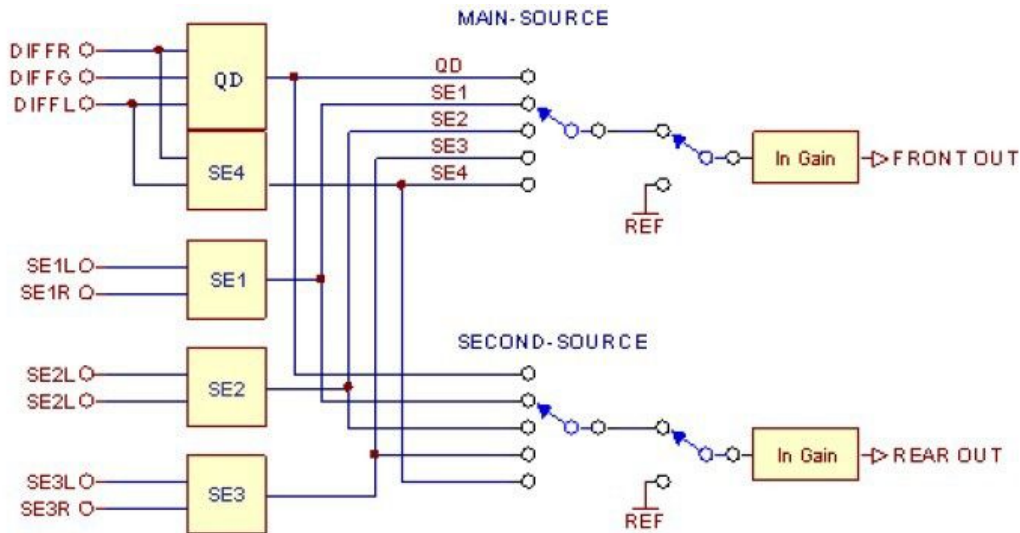 MAIN-SOURCE
DIFFR
DIFFG
DIFFL
QD
SE4
QD
SE1
SE2
SE3
SE4
In Gain
FRONT OUT
REF
SE1L
SE1R
SE1
SECOND-SOURCE
SE2L
SE2L
SE2
In Gain
REAR OUT
SE3L
SE3R
SE3
REF